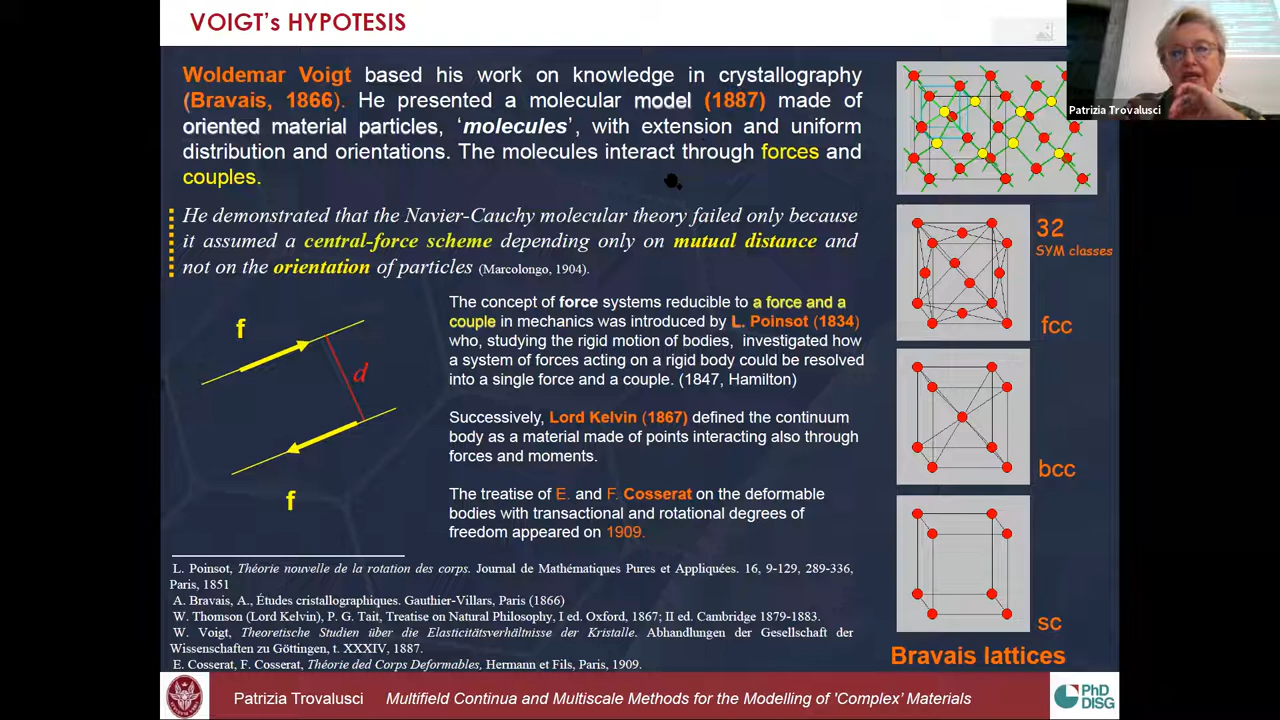 VOIGT's HYPOTESIS
Woldemar Voigt based his work on knowledge in crystallography
(Bravais, 1866). He presented a molecular model (1887) made of
oriented material particles, ‘molecules’, with extension and uniform
distribution and orientations. The molecules interact through forces and
couples.
He demonstrated that the Navier-Cauchy molecular theory failed only because
it assumed a central-force scheme depending only on mutual distance and
not on the orientation of particles (Marcolongo, 1904).
f
d
f
The concept of force systems reducible to a force and a
couple in mechanics was introduced by L. Poinsot (1834)
who, studying the rigid motion of bodies, investigated how
a system of forces acting on a rigid body could be resolved
into a single force and a couple. (1847, Hamilton)
Successively, Lord Kelvin (1867) defined the continuum
body as a material made of points interacting also through
forces and moments.
The treatise of E. and F. Cosserat on the deformable
bodies with transactional and rotational degrees of
freedom appeared on 1909.
L. Poinsot, Théorie nouvelle de la rotation des corps. Journal de Mathématiques Pures et Appliquées. 16, 9-129, 289-336,
Paris, 1851
A. Bravais, A., Études cristallographiques. Gauthier-Villars, Paris (1866)
W. Thomson (Lord Kelvin), P. G. Tait, Treatise on Natural Philosophy, I ed. Oxford, 1867; II ed. Cambridge 1879-1883.
W. Voigt, Theoretische Studien über die Elasticitätsverhältnisse der Kristalle. Abhandlungen der Gesellschaft der
Wissenschaften zu Göttingen, t. XXXIV, 1887.
E. Cosserat, F. Cosserat, Théorie ded Corps Deformables, Hermann et Fils, Paris, 1909.
Patrizia Trovalusci
32
SYM classes
fcc
bcc
sc
Bravais lattices
Patrizia Trovalusci
Multifield Continua and Multiscale Methods for the Modelling of 'Complex' Materials
PhD
DISG